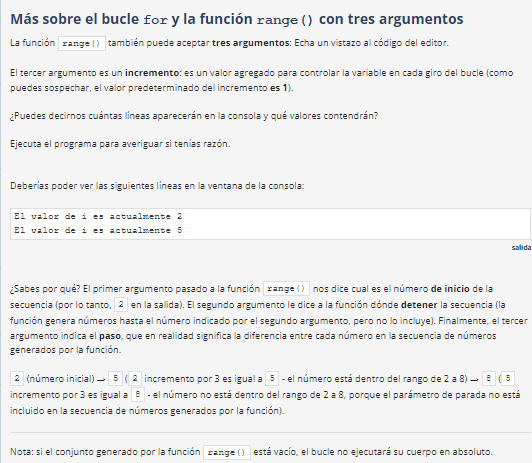 Más sobre el bucle for y la función range() con tres argumentos
La función range() también puede aceptar tres argumentos: Echa un vistazo al código del editor.
El tercer argumento es un incremento: es un valor agregado para controlar la variable en cada giro del bucle (como
puedes sospechar, el valor predeterminado del incremento es 1).
¿Puedes decirnos cuántas líneas aparecerán en la consola y qué valores contendrán?
Ejecuta el programa para averiguar si tenías razón.
Deberías poder ver las siguientes líneas en la ventana de la consola:
El valor de i es actualmente 2
El valor de i es actualmente 5
salida
¿Sabes por qué? El primer argumento pasado a la función range() nos dice cual es el número de inicio de la
secuencia (por lo tanto, 2 en la salida). El segundo argumento le dice a la función dónde detener la secuencia (la
función genera números hasta el número indicado por el segundo argumento, pero no lo incluye). Finalmente, el tercer
argumento indica el paso, que en realidad significa la diferencia entre cada número en la secuencia de números
generados por la función.
2 (número inicial) → 5 (2 incremento por 3 es igual a 5 - el número está dentro del rango de 2 a 8) → 8 (5
incremento por 3 es igual a 8 - el número no está dentro del rango de 2 a 8, porque el parámetro de parada no está
incluido en la secuencia de números generados por la función).
Nota: si el conjunto generado por la función range() está vacío, el bucle no ejecutará su cuerpo en absoluto.